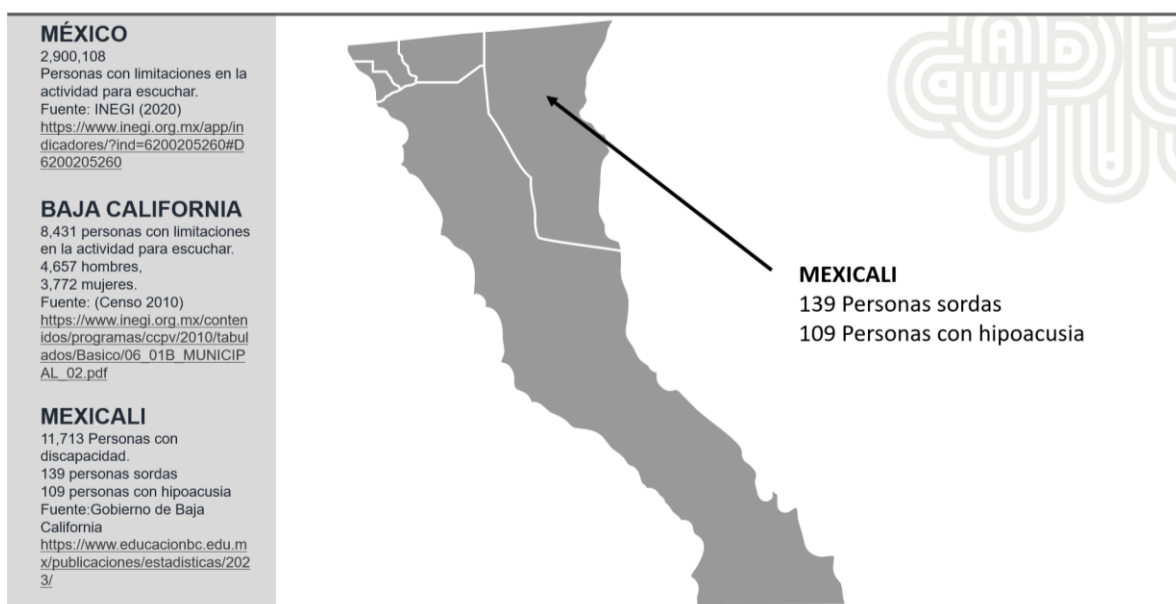 MÉXICO
2,900,108
Personas con limitaciones en la
actividad para escuchar.
Fuente: INEGI (2020)
https://www.inegi.org.mx/app/in
dicadores/?ind=6200205260#D
6200205260
BAJA CALIFORNIA
8,431 personas con limitaciones
en la actividad para escuchar.
4,657 hombres,
3,772 mujeres.
Fuente: (Censo 2010)
https://www.inegi.org.mx/conten
idos/programas/ccpv/2010/tabul
ados/Basico/06_01B_MUNICIP
AL_02.pdf
MEXICALI
11,713 Personas con
discapacidad.
139 personas sordas
109 personas con hipoacusia
Fuente:Gobierno de Baja
California
https://www.educacionbc.edu.m
x/publicaciones/estadisticas/202
3/
MEXICALI
139 Personas sordas
109 Personas con hipoacusia